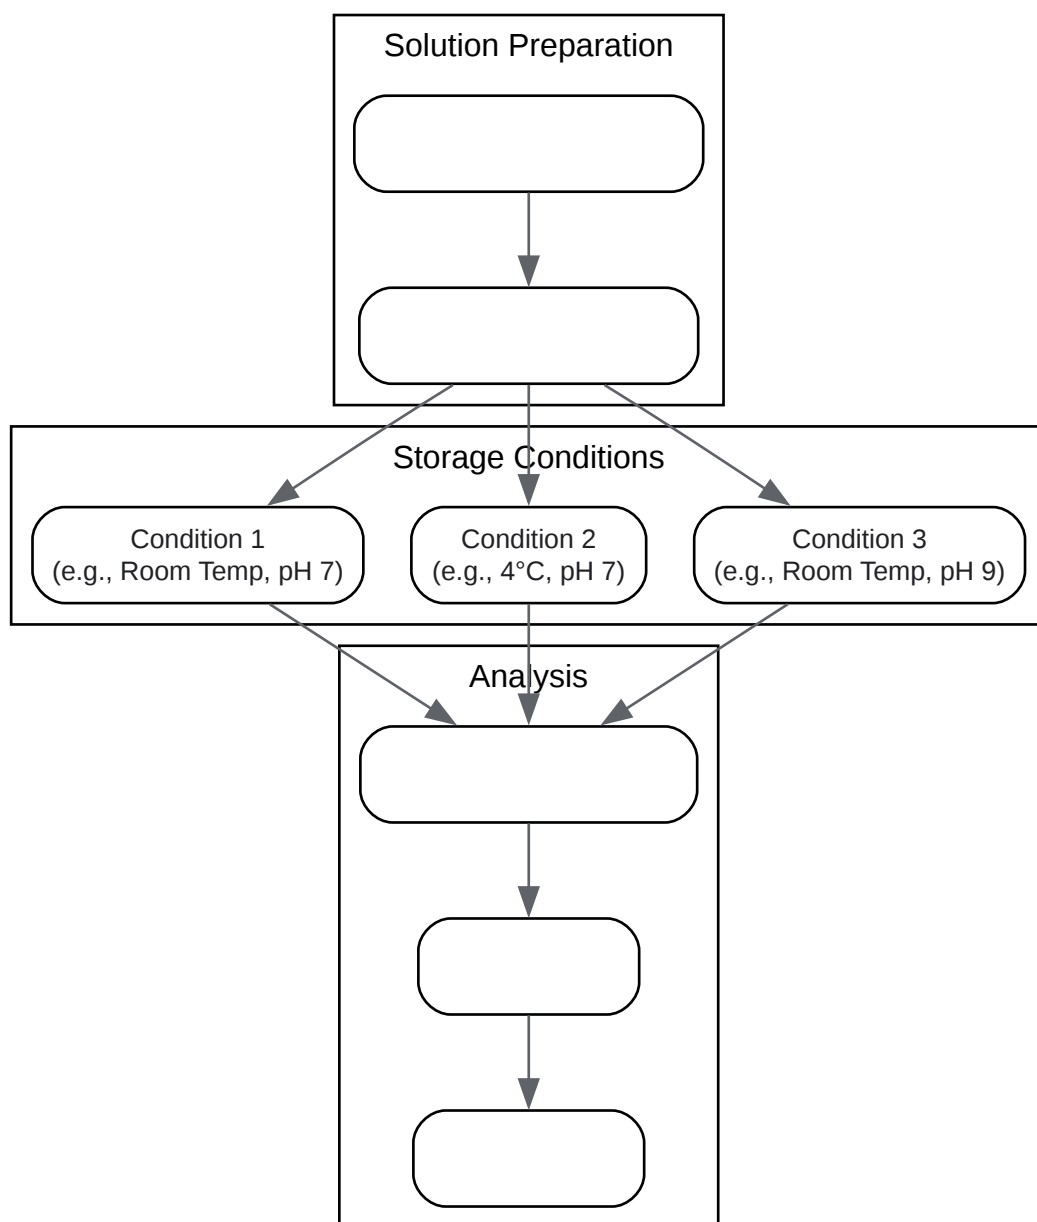 Solution Preparation
Storage Conditions
Condition 1
(e.g., Room Temp, pH 7)
Condition 2
(e.g., 4°C, pH 7)
Condition 3
(e.g., Room Temp, pH 9)
Analysis